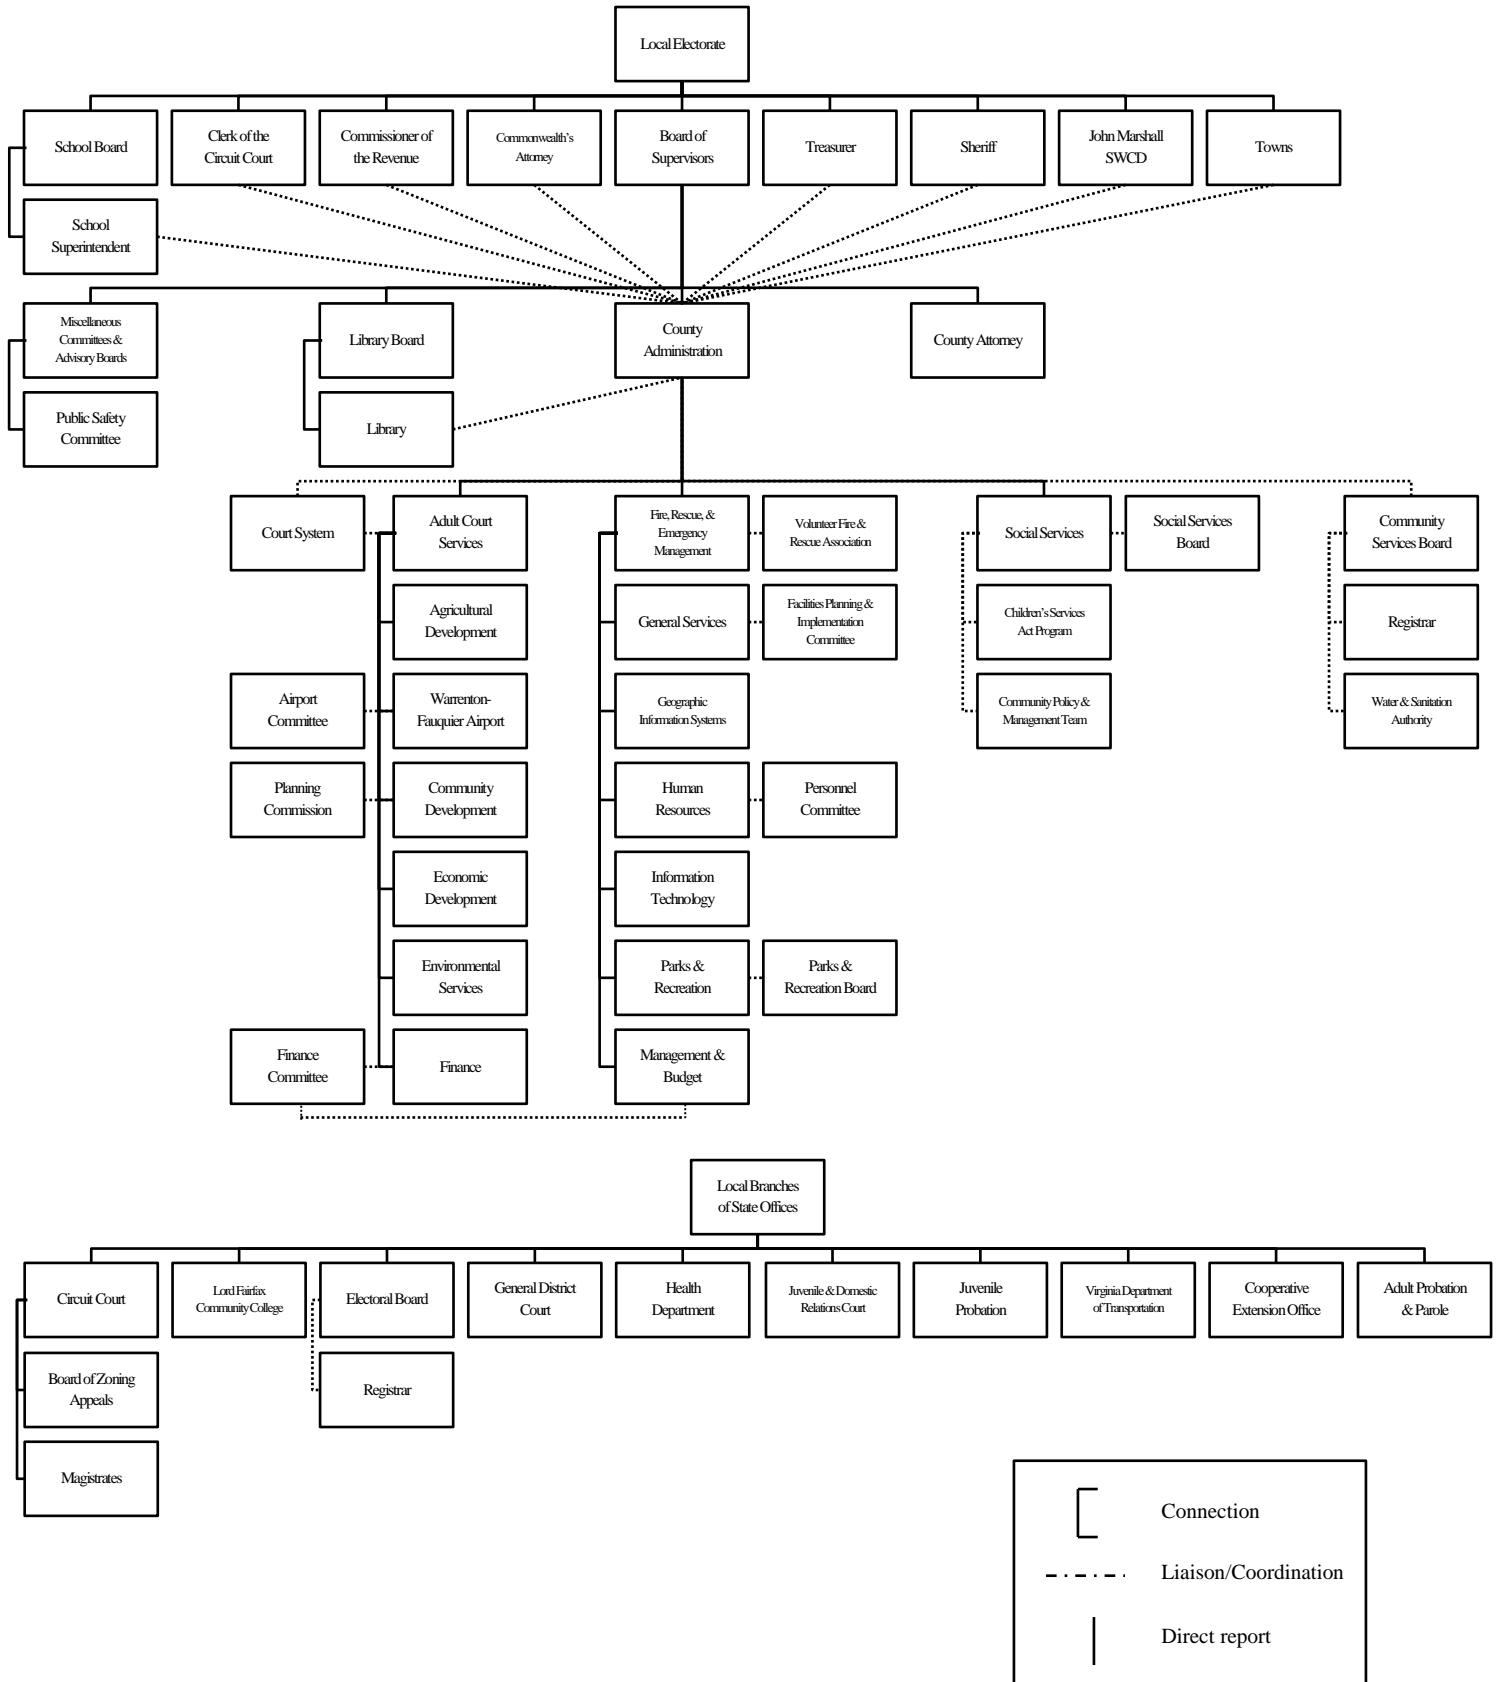 Local Electorate
School Board
Clerk of the
Circuit Court
Commissioner of
the Revenue
Commonwealth's
Attorney
Board of
Supervisors
Treasurer
Sheriff
John Marshall
SWCD
Towns
School
Superintendent
Miscellaneous
Committees &
Advisory Boards
Library Board
County
Administration
County Attorney
Public Safety
Committee
Library
Court System
Adult Court
Services
Fire, Rescue, &
Emergency
Management
Volunteer Fire &
Rescue Association
Social Services
Social Services
Board
Community
Services Board
Agricultural
Development
General Services
Facilities Planning &
Implementation
Committee
Children's Services
Act Program
Registrar
Airport
Committee
Warrenton-
Fauquier Airport
Geographic
Information Systems
Community Policy &
Management Team
Water & Sanitation
Authority
Planning
Commission
Community
Development
Human
Resources
Personnel
Committee
Economic
Development
Information
Technology
Environmental
Services
Parks &
Recreation
Parks &
Recreation Board
Finance
Committee
Finance
Management &
Budget
Local Branches
of State Offices
Circuit Court
Lord Fairfax
Community College
Electoral Board
General District
Court
Health
Department
Juvenile & Domestic
Relations Court
Juvenile
Probation
Virginia Department
of Transportation
Cooperative
Extension Office
Adult Probation
& Parole
Board of Zoning
Appeals
Registrar
Magistrates
Connection
Liaison/Coordination
Direct report